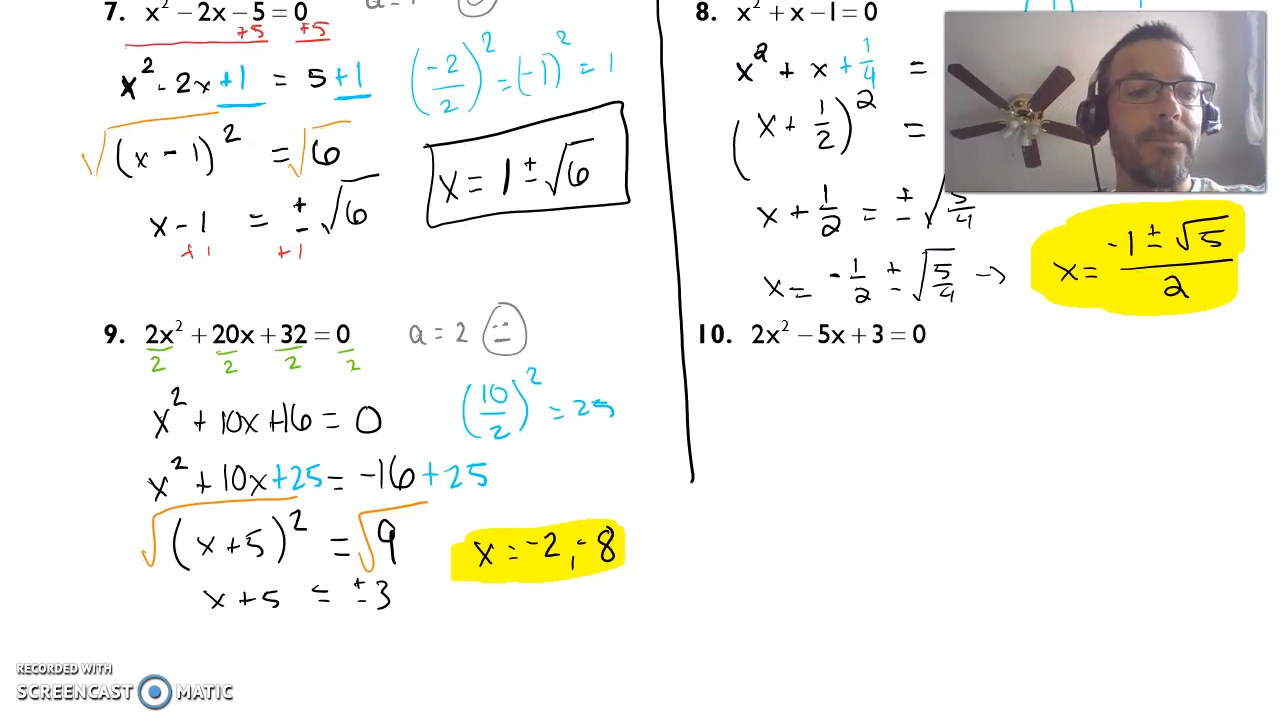 7. x² − 2x − 5 = 0
+5 +5
x² - 2x +1 = 5 +1
(-2/2)² = (-1)² = 1
√(x - 1)² = √6
x - 1 = ± √6
+1 +1
x = 1 ± √6
8. x² + x − 1 = 0
x² + x + 1/4 =
(x + 1/2)² =
x + 1/2 = ± √5/4
x = -1/2 ± √5/4 →
x = -1 ± √5 / 2
9. 2x² + 20x + 32 = 0
2 2 2 2
a = 2
x² + 10x + 16 = 0
(10/2)² = 25
x² + 10x + 25 = -16 + 25
√(x + 5)² = √9
x + 5 = ± 3
x = -2, -8
10. 2x² − 5x + 3 = 0
RECORDED WITH
SCREENCAST MATIC